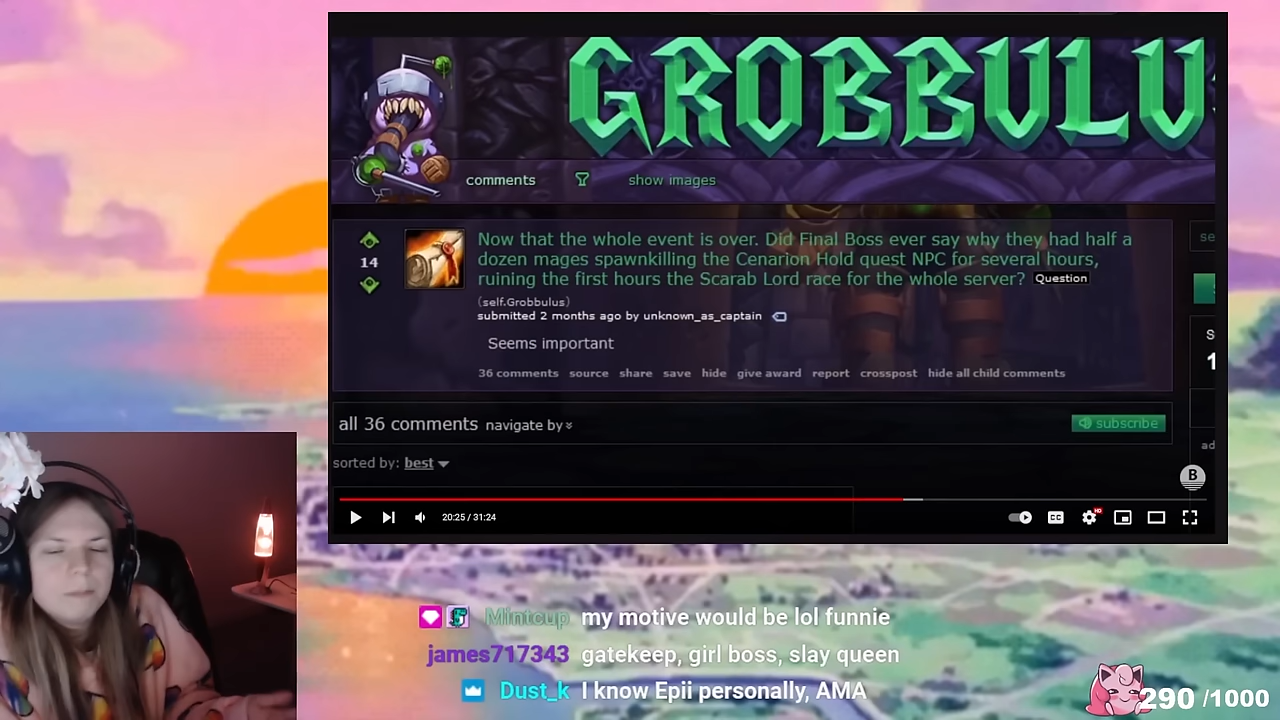 GROBBULU
comments
show images
Now that the whole event is over. Did Final Boss ever say why they had half a
14
dozen mages spawnkilling the Cenarion Hold quest NPC for several hours,
se
ruining the first hours the Scarab Lord race for the whole server? Question
(self.Grobbulus)
submitted 2 months ago by unknown_as_captain
S
Seems important
1
36 comments source share save hide give award report crosspost hide all child comments
all 36 comments navigate by
subscribe
ad
sorted by: best
B
20:25 / 31:24
CC
HD
Mintcup my motive would be lol funnie
james717343 gatekeep, girl boss, slay queen
Dust_k I know Epii personally, AMA
290 /1000